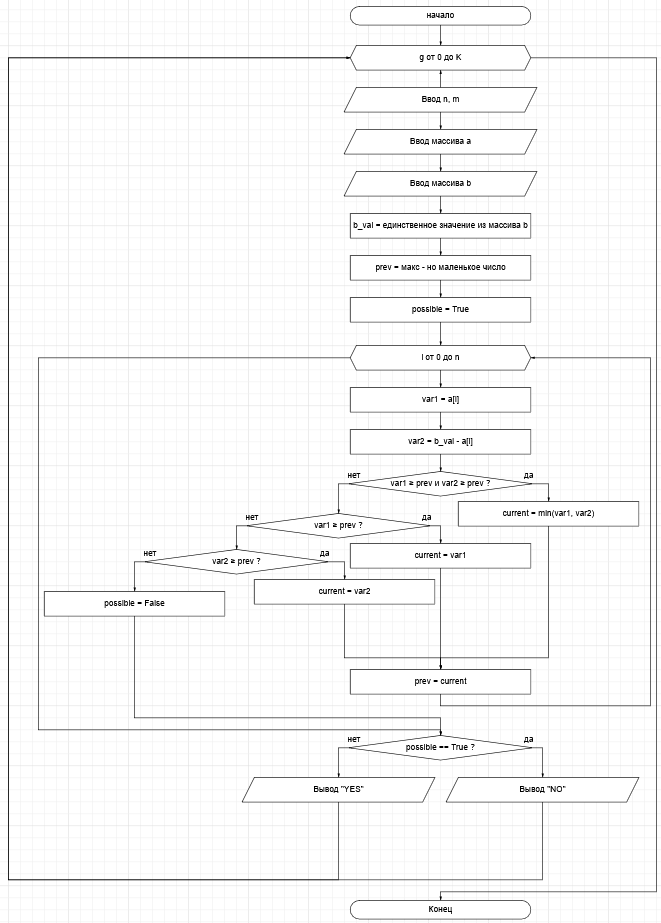 начало
g от 0 до K
Ввод n, m
Ввод массива a
Ввод массива b
b_val = единственное значение из массива b
prev = макс - но маленькое число
possible = True
i от 0 до n
var1 = a[i]
var2 = b_val - a[i]
нет
var1 ≥ prev и var2 ≥ prev ?
да
current = min(var1, var2)
нет
var1 ≥ prev ?
да
current = var1
нет
var2 ≥ prev ?
да
current = var2
possible = False
prev = current
нет
possible == True ?
да
Вывод "YES"
Вывод "NO"
Конец